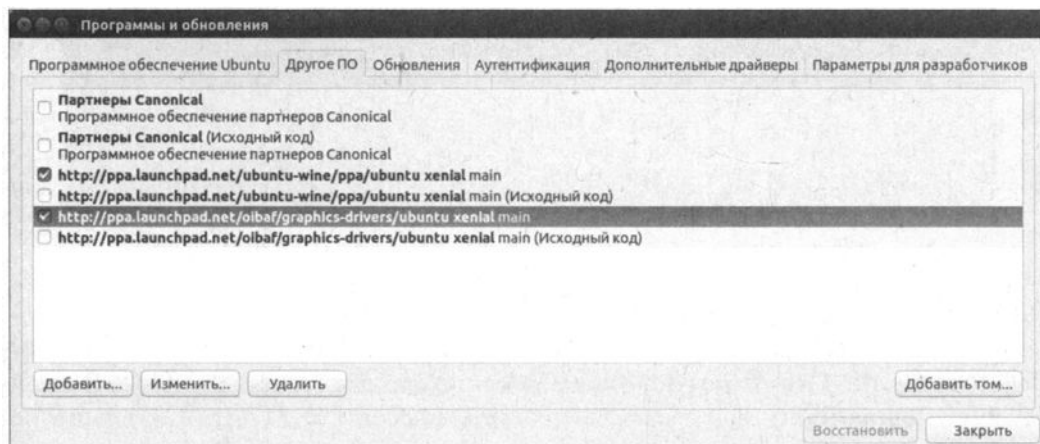 Программы и обновления
Программное обеспечение Ubuntu Другое ПО Обновления Аутентификация Дополнительные драйверы Параметры для разработчиков
Партнеры Canonical
Программное обеспечение партнеров Canonical
Партнеры Canonical (Исходный код)
Программное обеспечение партнеров Canonical
http://ppa.launchpad.net/ubuntu-wine/ppa/ubuntu xenial main
http://ppa.launchpad.net/ubuntu-wine/ppa/ubuntu xenial main (Исходный код)
http://ppa.launchpad.net/oibaf/graphics-drivers/ubuntu xenial main
http://ppa.launchpad.net/oibaf/graphics-drivers/ubuntu xenial main (Исходный код)
Добавить... Изменить... Удалить Добавить том...
Восстановить Закрыть